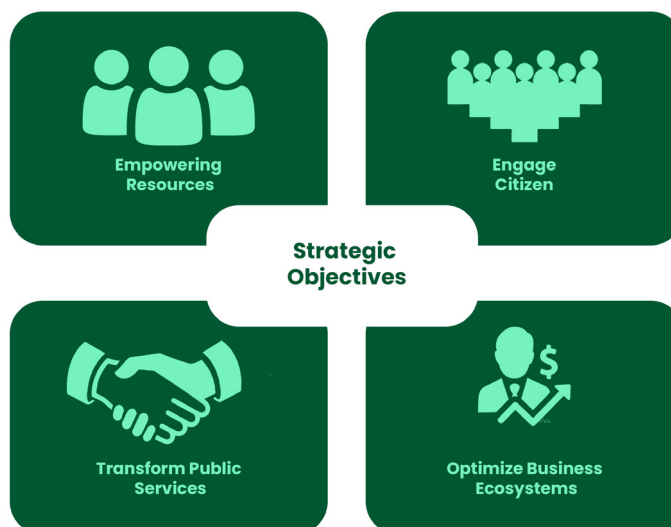 Empowering
Resources
Engage
Citizen
Strategic
Objectives
$
Transform Public
Services
Optimize Business
Ecosystems